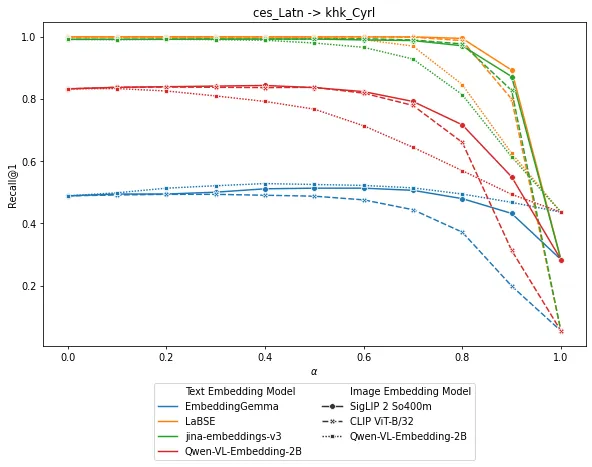 ces_Latn -> khk_Cyrl
Recall@1
1.0
0.8
0.6
0.4
0.2
0.0 0.2 0.4 0.6 0.8 1.0
α
Text Embedding Model
EmbeddingGemma
LaBSE
jina-embeddings-v3
Qwen-VL-Embedding-2B
Image Embedding Model
SigLIP 2 So400m
CLIP ViT-B/32
Qwen-VL-Embedding-2B